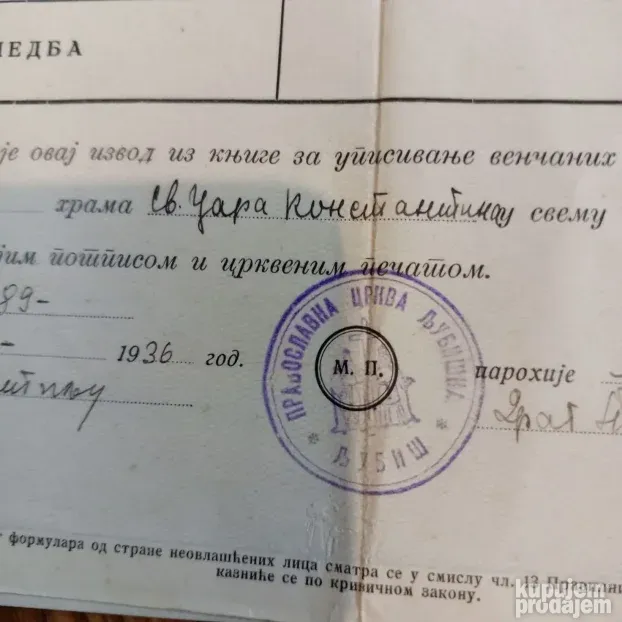 МЕДБА
је овај извод из књиге за уписивање венчаних
храма Св. Цара Константина у свему
јим потписом и црквеним печатом.
89-
1936 год.
ПРАВОСЛАВНА ЦРКВА ЉУБИШКА
ЉУБИШ
М. П.
парохије
формулара од стране неовлашћених лица сматра се у смислу чл. 13
казниће се по кривичном закону.
kupujem
prodajem